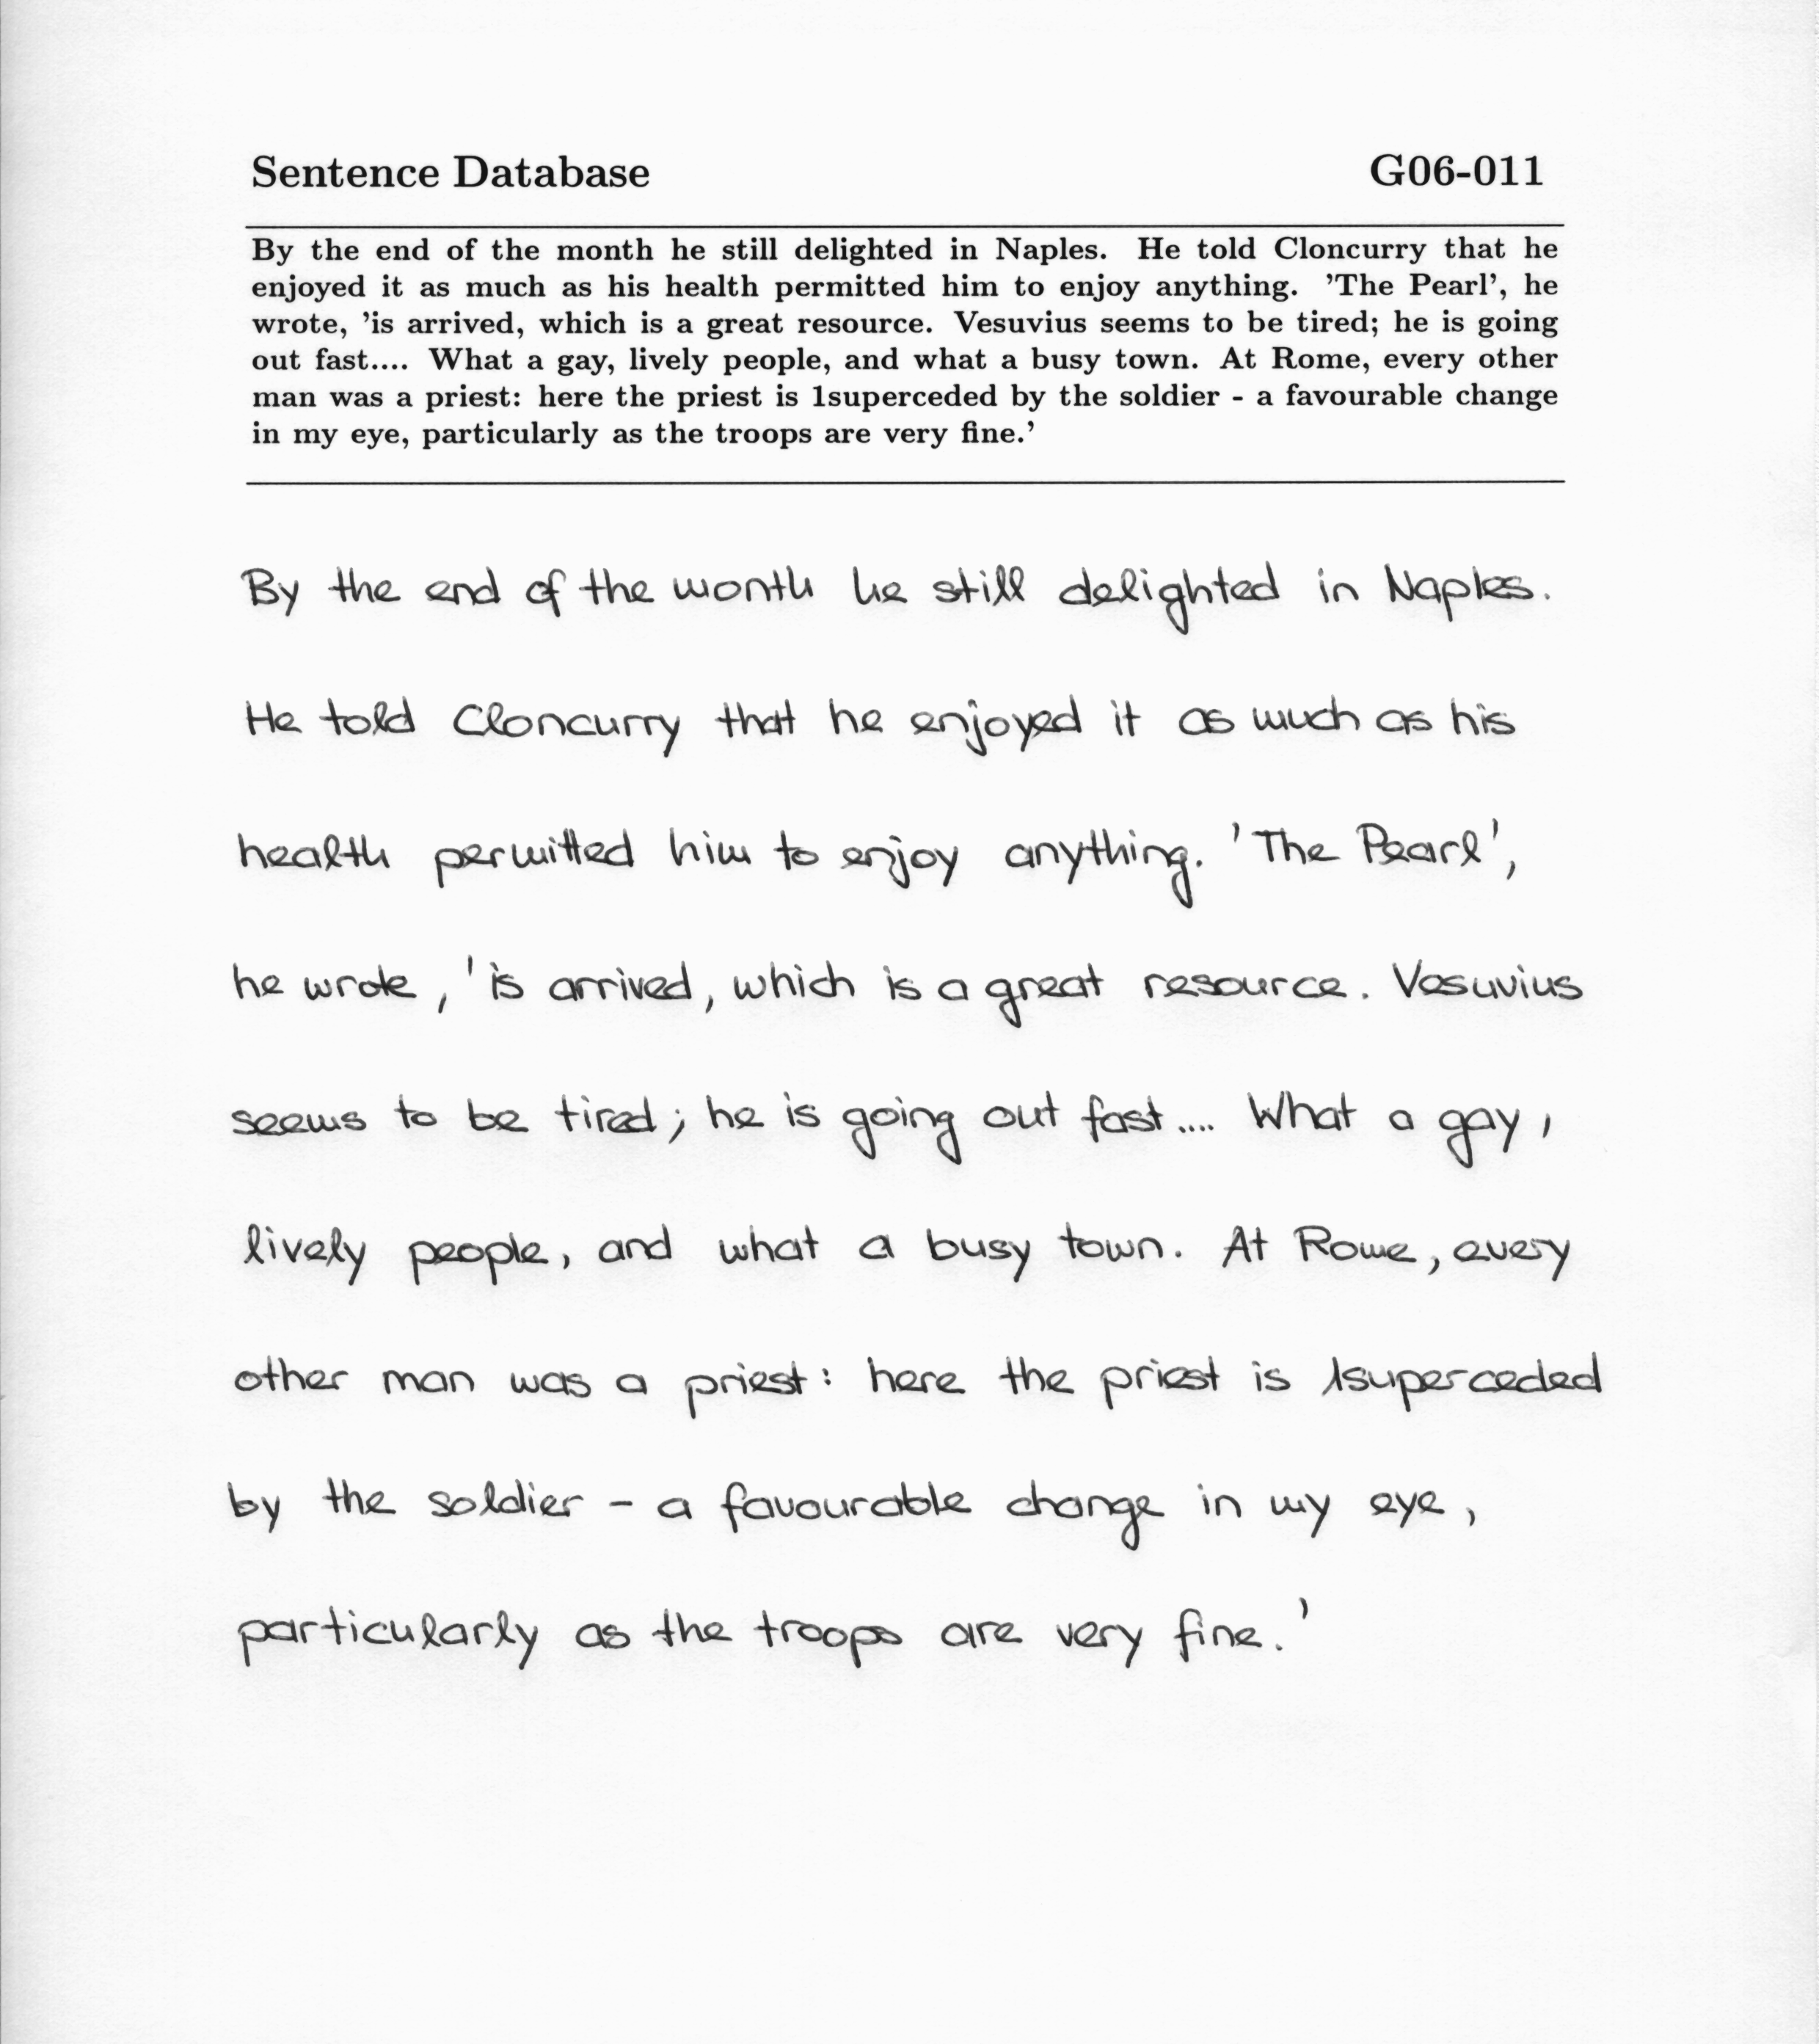 Sentence Database G06-011
By the end of the month he still delighted in Naples. He told Cloncurry that he
enjoyed it as much as his health permitted him to enjoy anything. 'The Pearl', he
wrote, 'is arrived, which is a great resource. Vesuvius seems to be tired; he is going
out fast.... What a gay, lively people, and what a busy town. At Rome, every other
man was a priest: here the priest is 1superceded by the soldier - a favourable change
in my eye, particularly as the troops are very fine.'
By the end of the month he still delighted in Naples.
He told Cloncurry that he enjoyed it as much as his
health permitted him to enjoy anything. 'The Pearl',
he wrote, 'is arrived, which is a great resource. Vesuvius
seems to be tired; he is going out fast.... What a gay,
lively people, and what a busy town. At Rome, every
other man was a priest: here the priest is 1superceded
by the soldier - a favourable change in my eye,
particularly as the troops are very fine.'